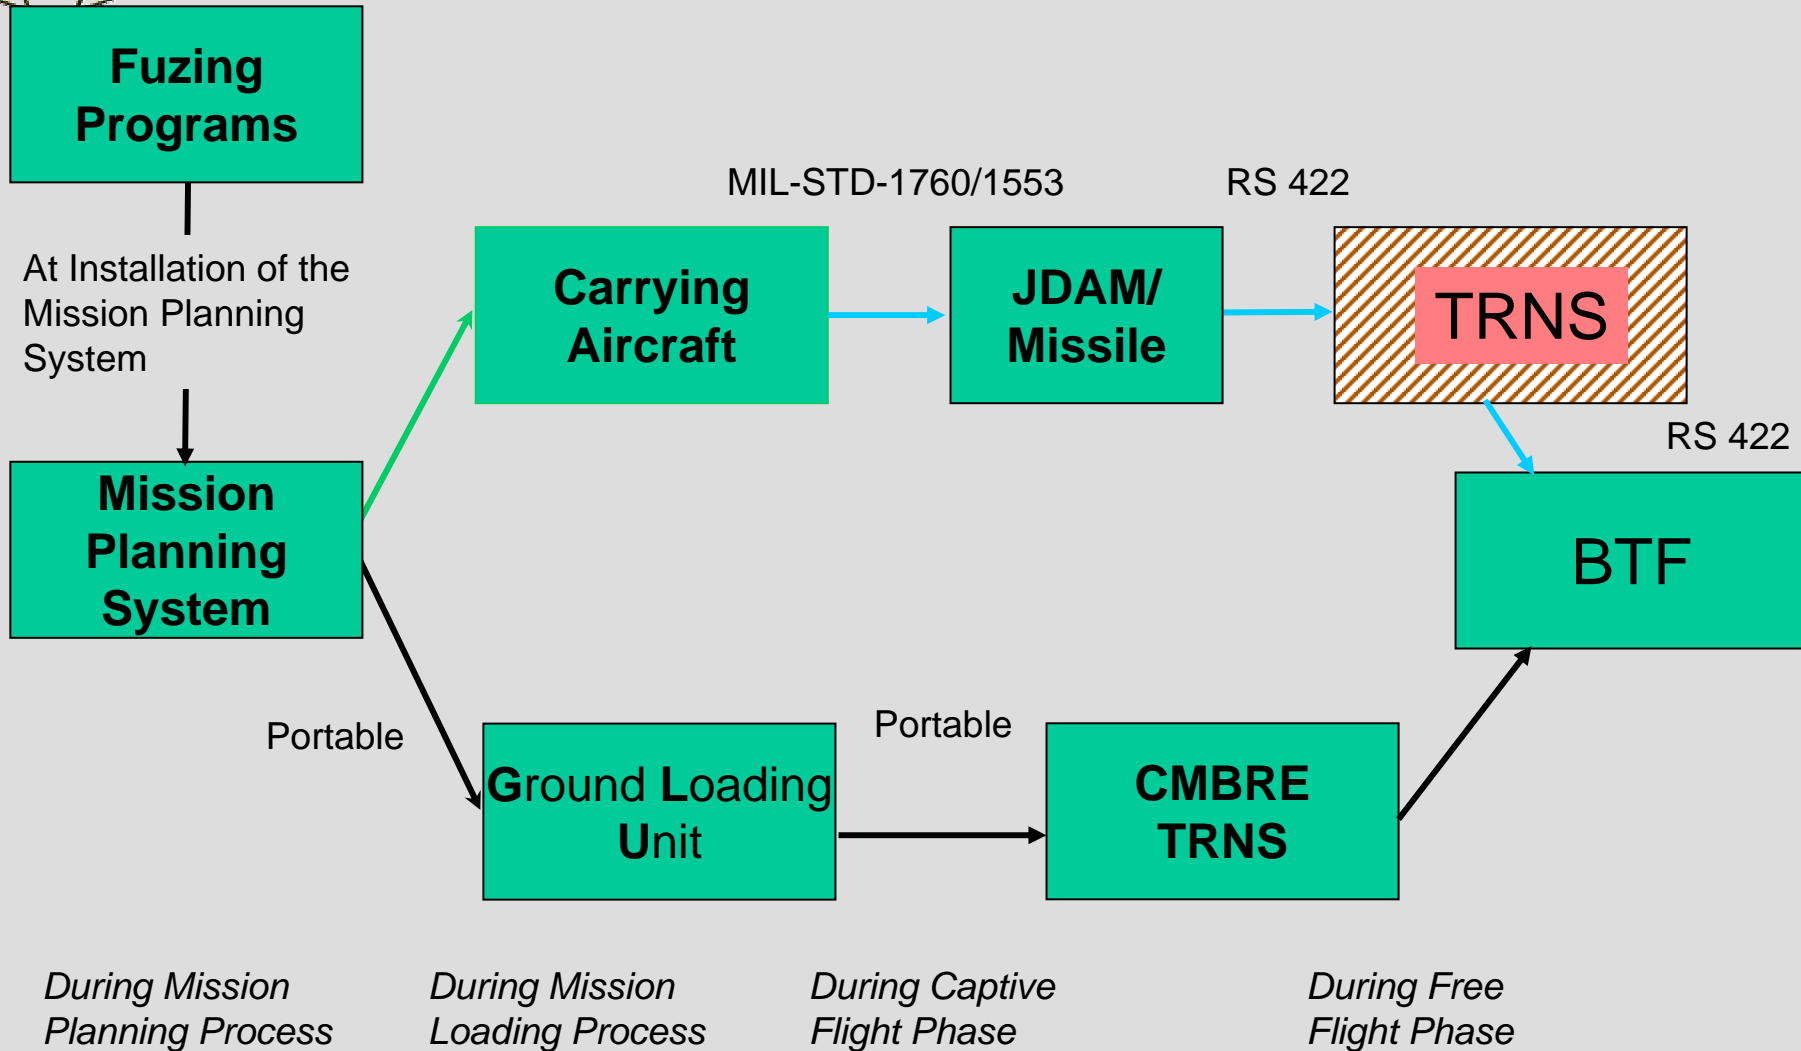 Fuzing
Programs
At Installation of the
Mission Planning
System
Mission
Planning
System
MIL-STD-1760/1553
RS 422
Carrying
Aircraft
JDAM/
Missile
TRNS
RS 422
BTF
Portable
Ground Loading
Unit
Portable
CMBRE
TRNS
During Mission
Planning Process
During Mission
Loading Process
During Captive
Flight Phase
During Free
Flight Phase